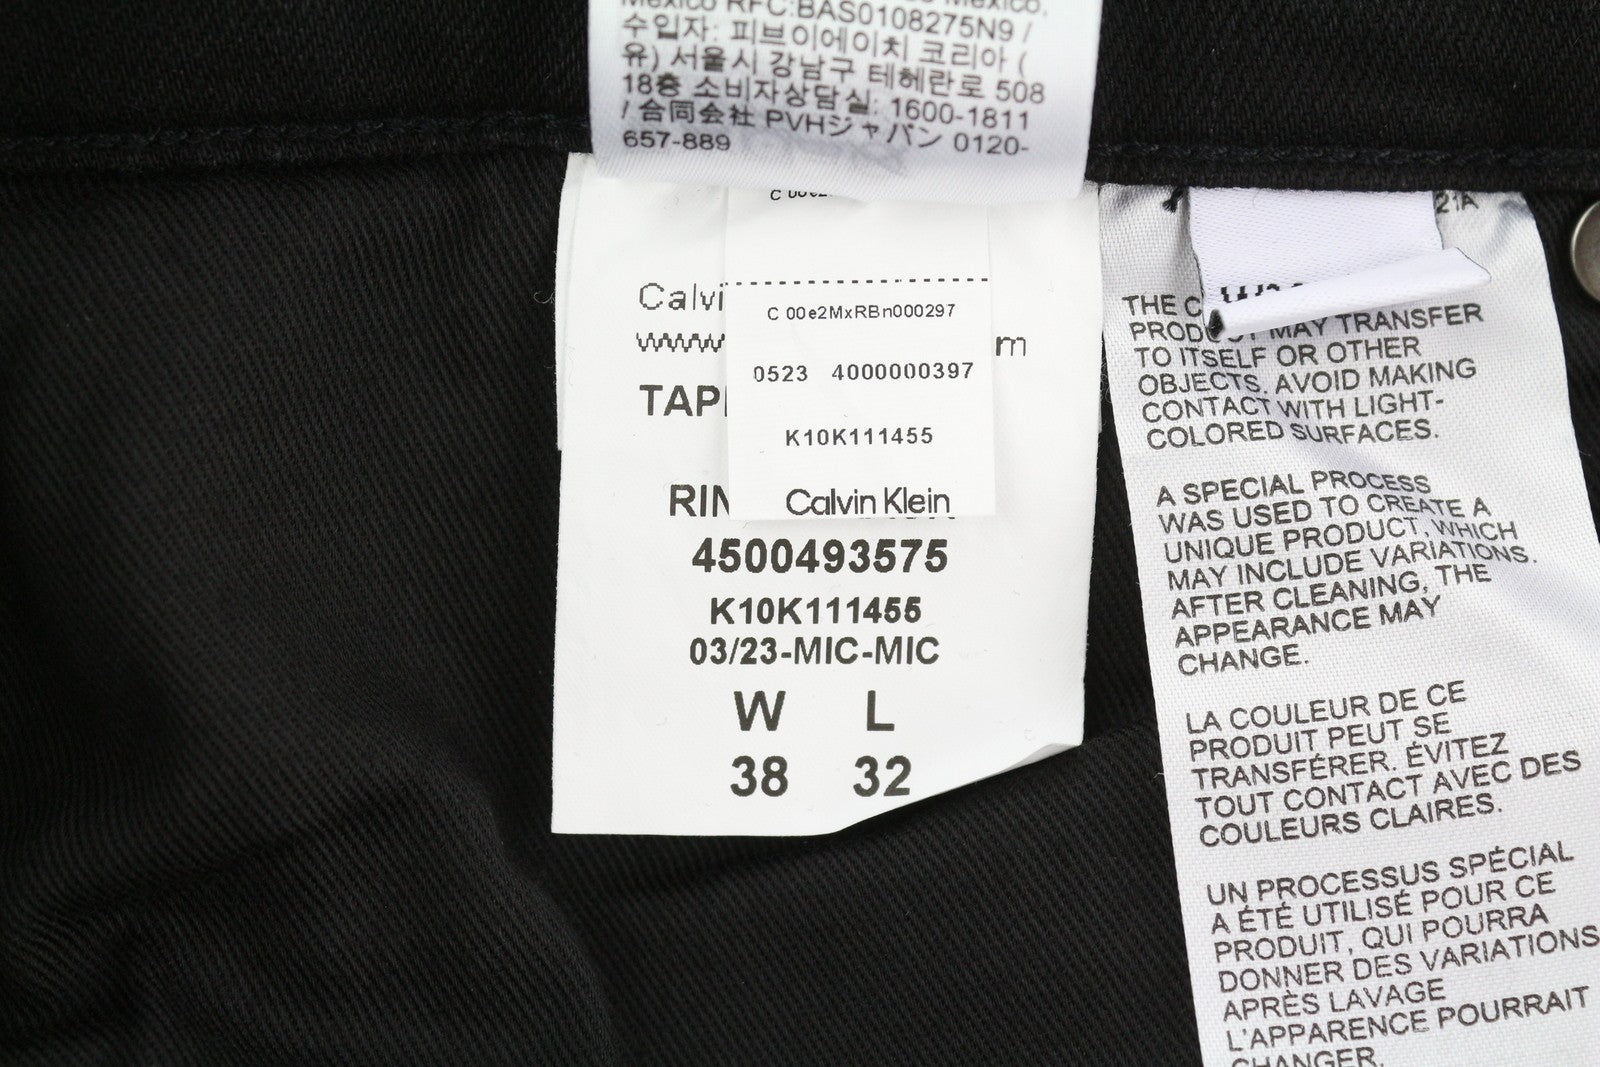 Mexico RFC:BAS0108275N9 /
수입자: 피브이에이치 코리아 (
유) 서울시 강남구 테헤란로 508
18층 소비자상담실: 1600-1811
/ 合同会社 PVHジャパン 0120-
657-889
C 00e2MxRBn000297
0523 4000000397
K10K111455
Calvin Klein
4500493575
K10K111455
03/23-MIC-MIC
W L
38 32
21A
THE C
PRODUCT MAY TRANSFER
TO ITSELF OR OTHER
OBJECTS. AVOID MAKING
CONTACT WITH LIGHT-
COLORED SURFACES.
A SPECIAL PROCESS
WAS USED TO CREATE A
UNIQUE PRODUCT, WHICH
MAY INCLUDE VARIATIONS.
AFTER CLEANING, THE
APPEARANCE MAY
CHANGE.
LA COULEUR DE CE
PRODUIT PEUT SE
TRANSFÉRER. ÉVITEZ
TOUT CONTACT AVEC DES
COULEURS CLAIRES.
UN PROCESSUS SPÉCIAL
A ÉTÉ UTILISÉ POUR CE
PRODUIT, QUI POURRA
DONNER DES VARIATIONS
APRÈS LAVAGE
L'APPARENCE POURRAIT
CHANGER.